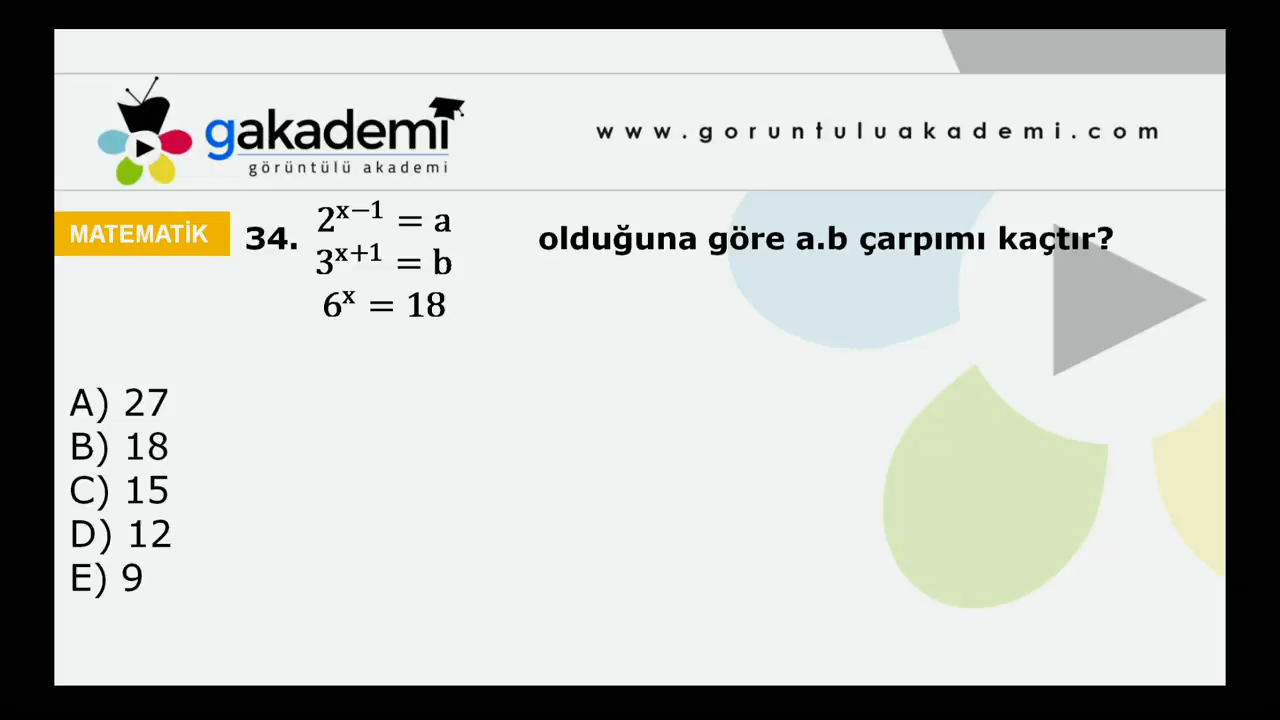 gakademi
görüntülü akademi
www.goruntuluakademi.com
MATEMATİK
34. 2^{x−1} = a
3^{x+1} = b
6^x = 18
olduğuna göre a.b çarpımı kaçtır?
A) 27
B) 18
C) 15
D) 12
E) 9